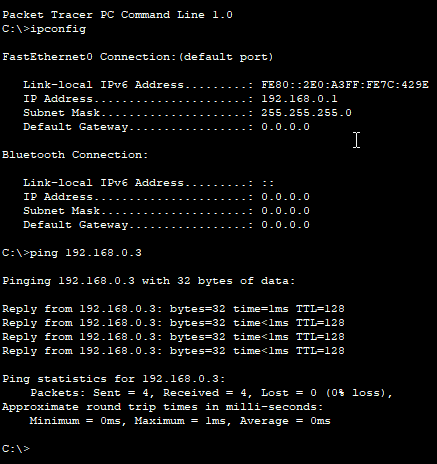 Packet Tracer PC Command Line 1.0
C:\>ipconfig
FastEthernet0 Connection:(default port)
Link-local IPv6 Address.........: FE80::2E0:A3FF:FE7C:429E
IP Address......................: 192.168.0.1
Subnet Mask.....................: 255.255.255.0
Default Gateway.................: 0.0.0.0
Bluetooth Connection:
Link-local IPv6 Address.........: ::
IP Address......................: 0.0.0.0
Subnet Mask.....................: 0.0.0.0
Default Gateway.................: 0.0.0.0
C:\>ping 192.168.0.3
Pinging 192.168.0.3 with 32 bytes of data:
Reply from 192.168.0.3: bytes=32 time=1ms TTL=128
Reply from 192.168.0.3: bytes=32 time<1ms TTL=128
Reply from 192.168.0.3: bytes=32 time<1ms TTL=128
Reply from 192.168.0.3: bytes=32 time<1ms TTL=128
Ping statistics for 192.168.0.3:
Packets: Sent = 4, Received = 4, Lost = 0 (0% loss),
Approximate round trip times in milli-seconds:
Minimum = 0ms, Maximum = 1ms, Average = 0ms
C:\>